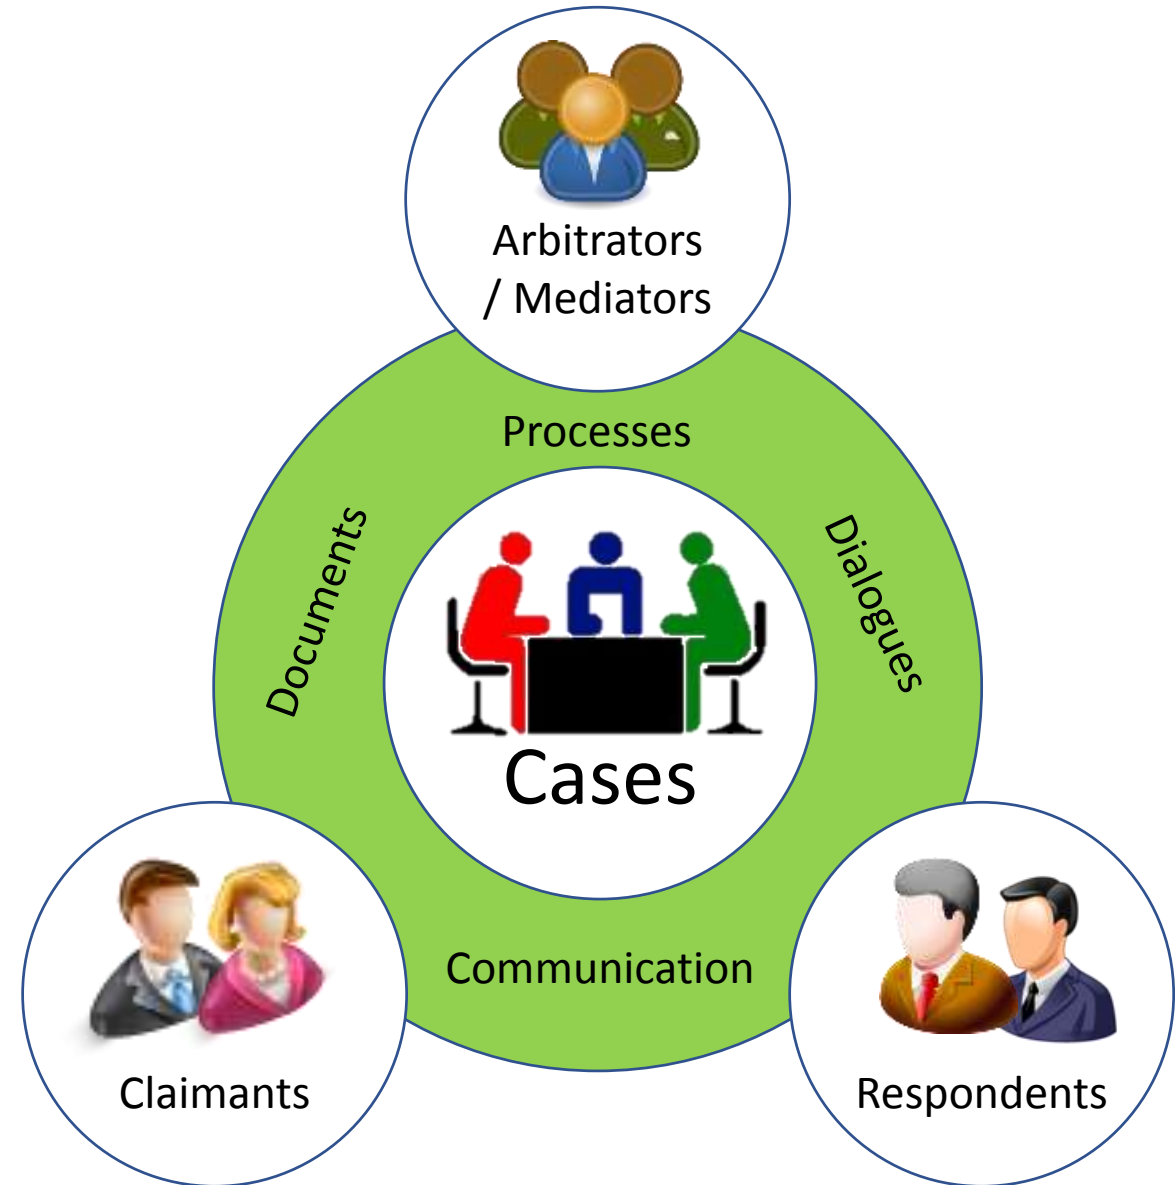 Arbitrators
/ Mediators
Processes
Documents
Dialogues
Cases
Communication
Claimants
Respondents